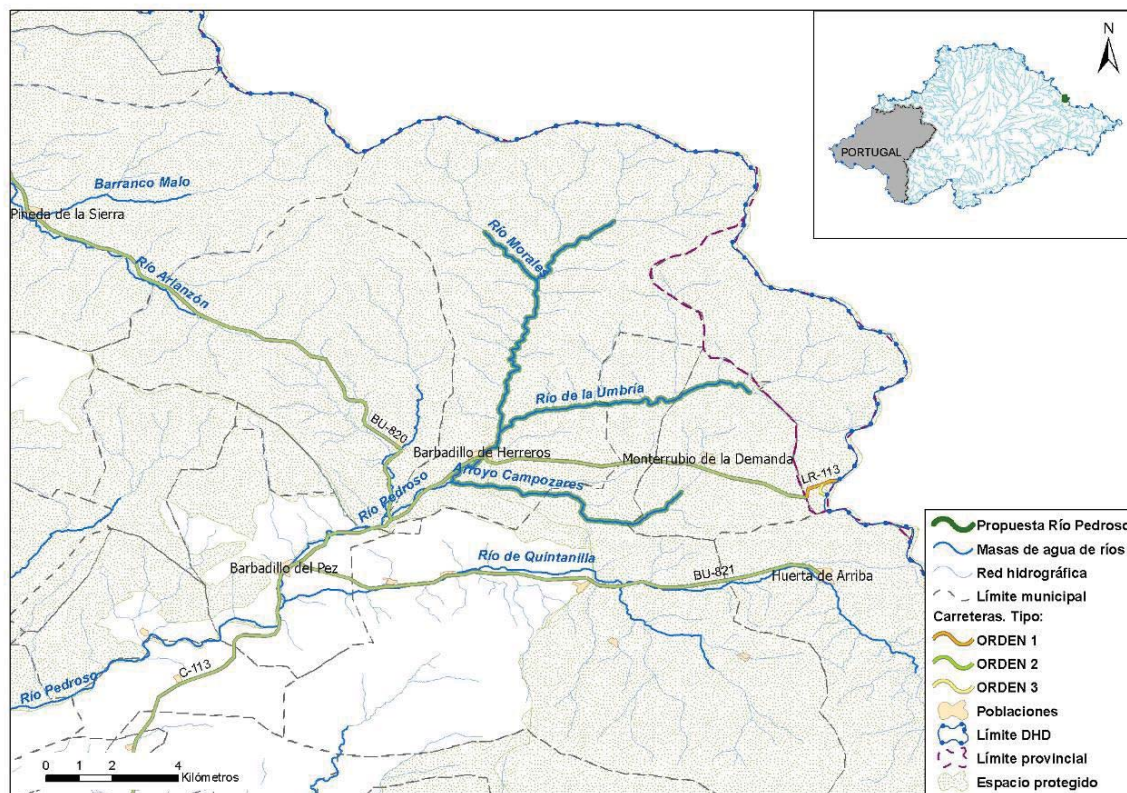 N
PORTUGAL
Barranco Malo
Pineda de la Sierra
Río Morales
Río Arlanzón
Río de la Umbría
BU-820
Barbadillo de Herreros
Monterrubio de la Demanda
Arroyo Campozares
LR-113
Río Pedroso
Río de Quintanilla
Barbadillo del Pez
BU-821
Huerta de Arriba
C-113
Río Pedroso
0 1 2 4
Kilómetros
Propuesta Río Pedroso
Masas de agua de ríos
Red hidrográfica
Límite municipal
Carreteras. Tipo:
ORDEN 1
ORDEN 2
ORDEN 3
Poblaciones
Límite DHD
Límite provincial
Espacio protegido